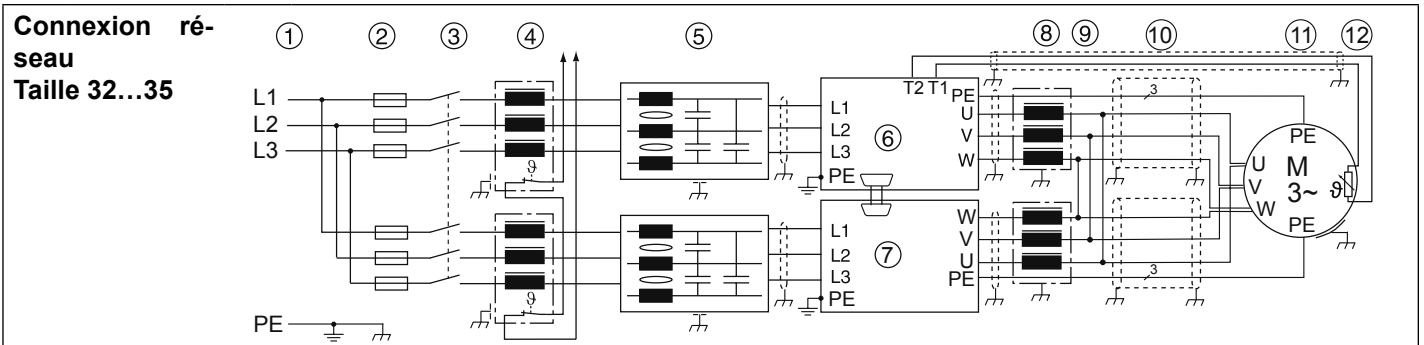 Connexion ré-
seau
Taille 32…35
① ② ③ ④ ⑤ ⑧ ⑨ ⑩ ⑪ ⑫
T2 T1
L1
L2
L3
L1
L2
L3
PE
⑥
PE
U
V
W
3
ϑ
PE
U
V
W
M
3~
ϑ
PE
L1
L2
L3
PE
⑦
W
V
U
PE
3
ϑ
PE